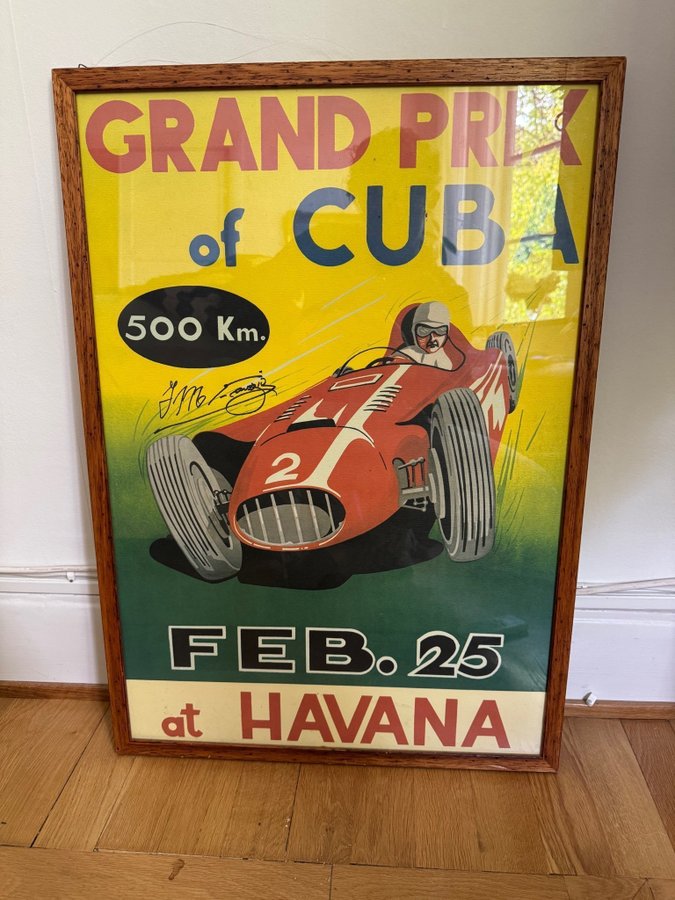 GRAND PRIX
of CUBA
500 Km.
2
FEB. 25
at HAVANA